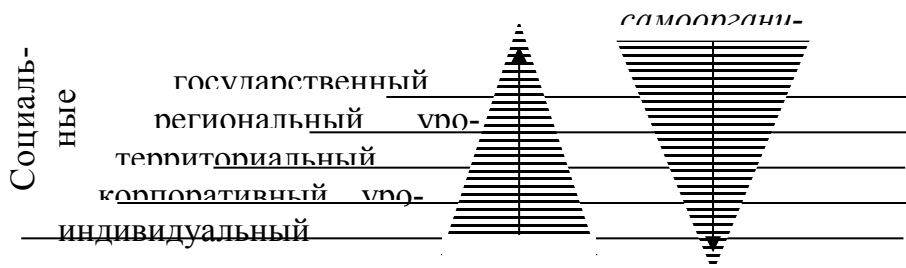 Социаль-
ные
самооргани-
государственный
региональный уро-
территориальный
корпоративный уро-
индивидуальный